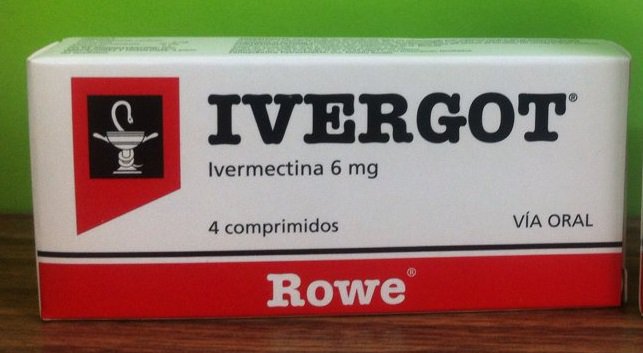 IVERGOT®
Ivermectina 6 mg
4 comprimidos
VÍA ORAL
Rowe®